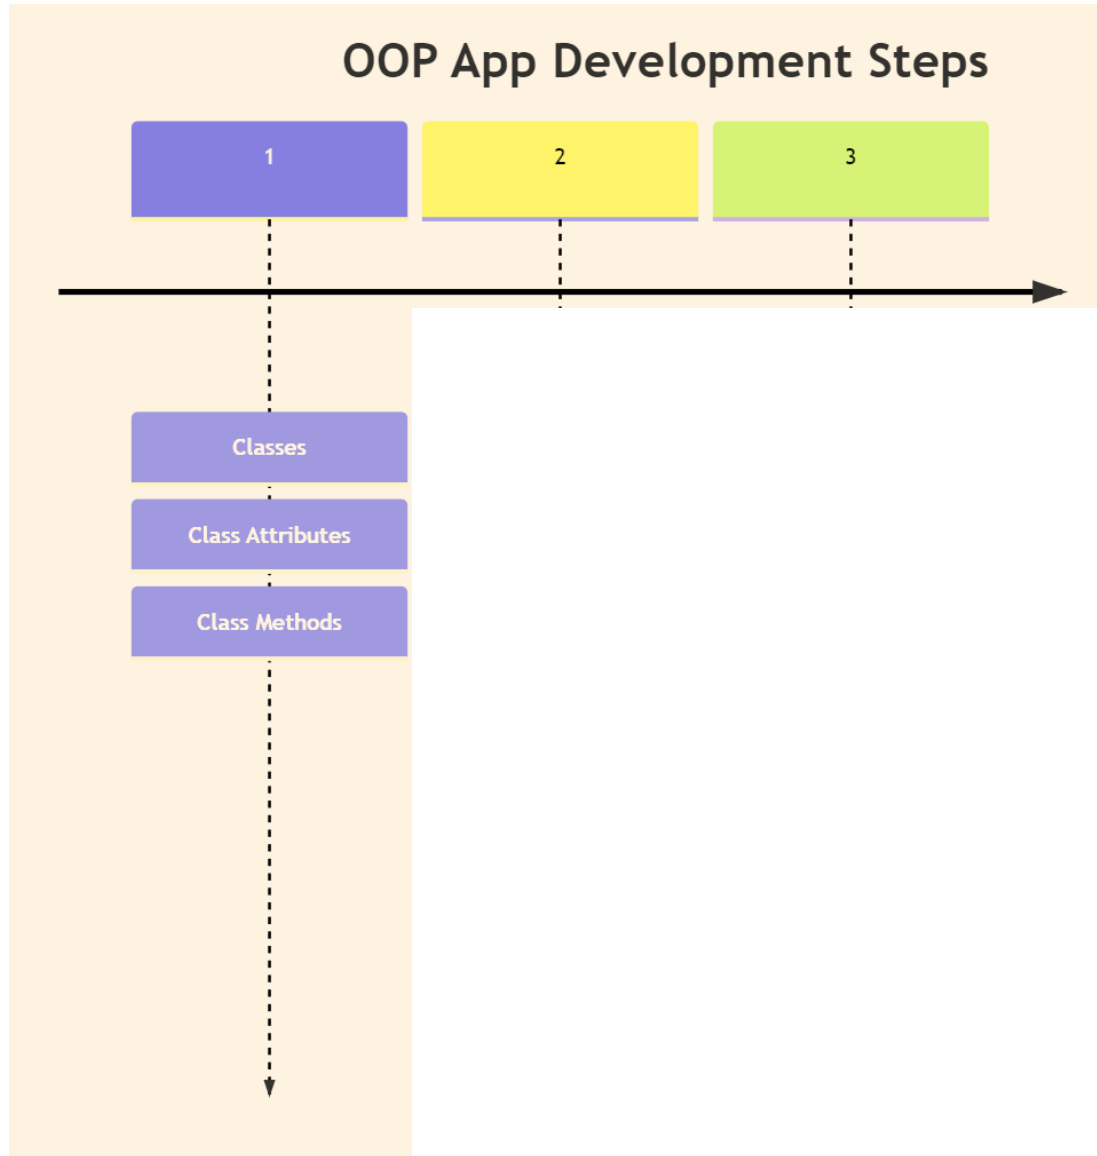 OOP App Development Steps
1
2
3
Classes
Class Attributes
Class Methods